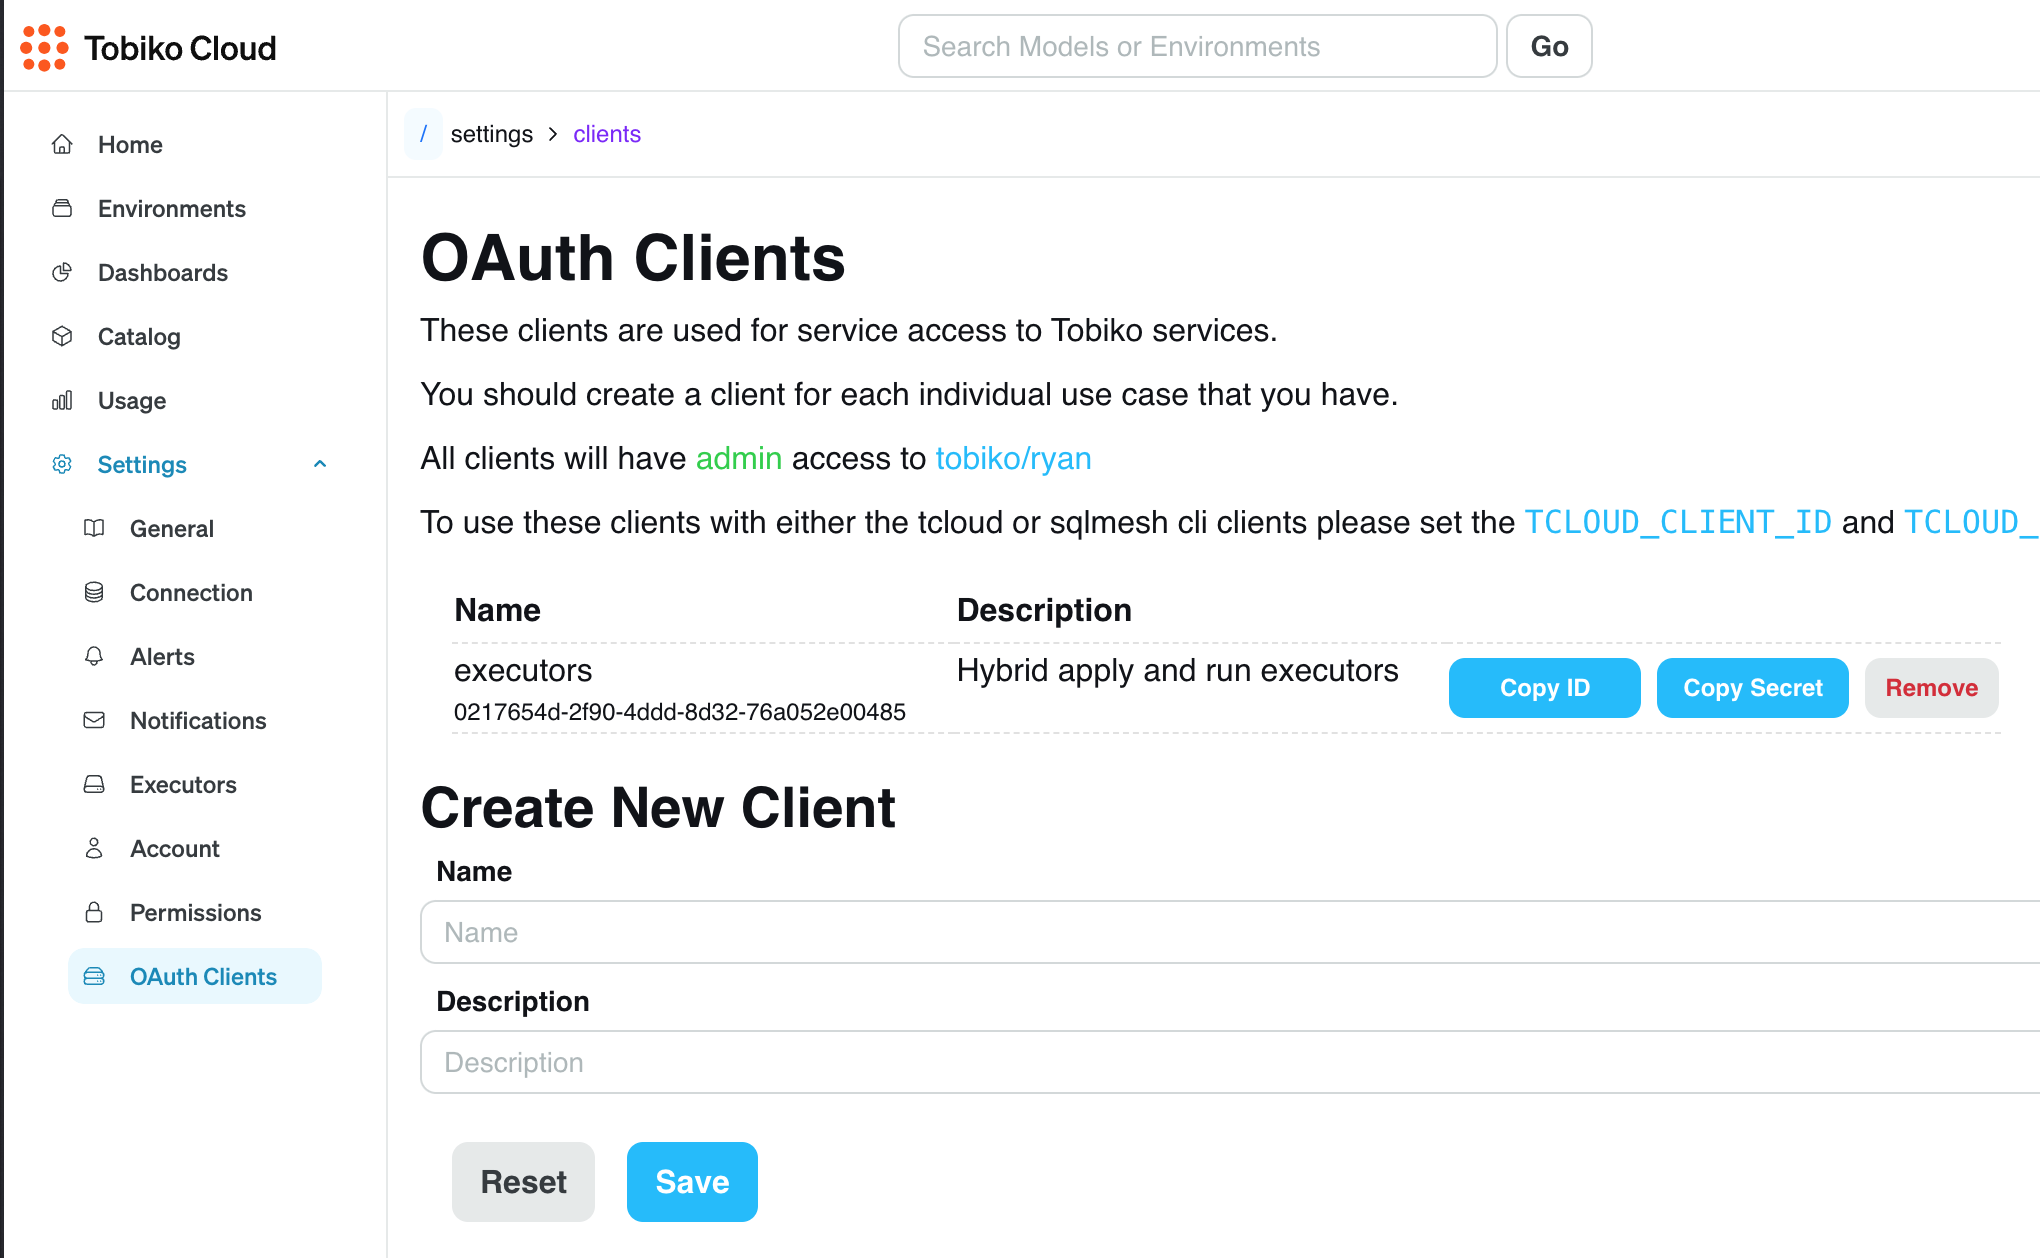 Tobiko Cloud
Search Models or Environments
Go
Home
Environments
Dashboards
Catalog
Usage
Settings
General
Connection
Alerts
Notifications
Executors
Account
Permissions
OAuth Clients
/ settings > clients
OAuth Clients
These clients are used for service access to Tobiko services.
You should create a client for each individual use case that you have.
All clients will have admin access to tobiko/ryan
To use these clients with either the tcloud or sqlmesh cli clients please set the TCLOUD_CLIENT_ID and TCLOUD_
Name Description
executors Hybrid apply and run executors Copy ID Copy Secret Remove
0217654d-2f90-4ddd-8d32-76a052e00485
Create New Client
Name
Name
Description
Description
Reset Save